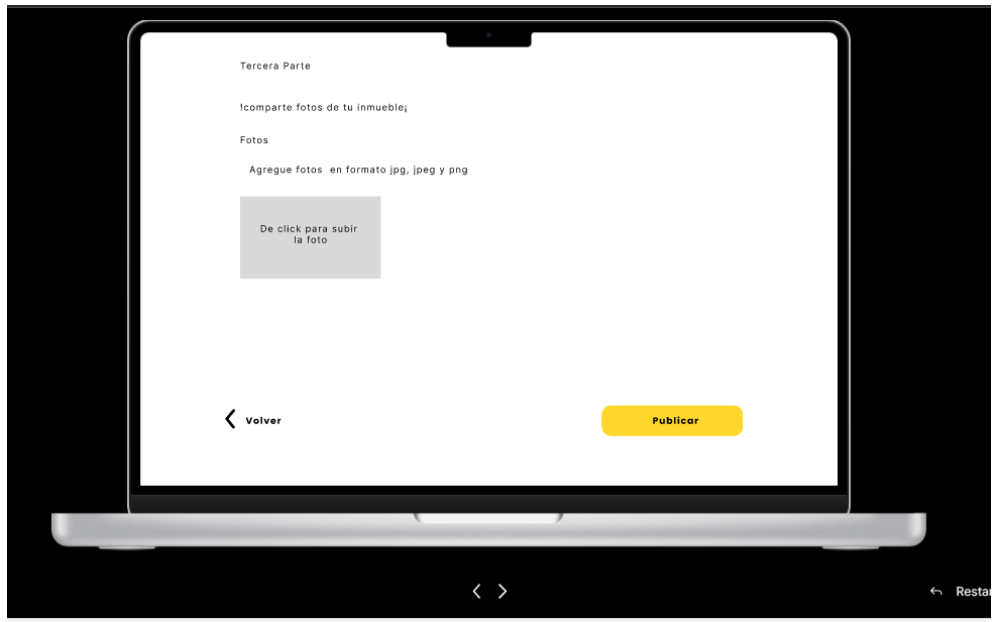 Tercera Parte
!comparte fotos de tu inmueble¡
Fotos
Agregue fotos en formato jpg, jpeg y png
De click para subir
la foto
Volver
Publicar